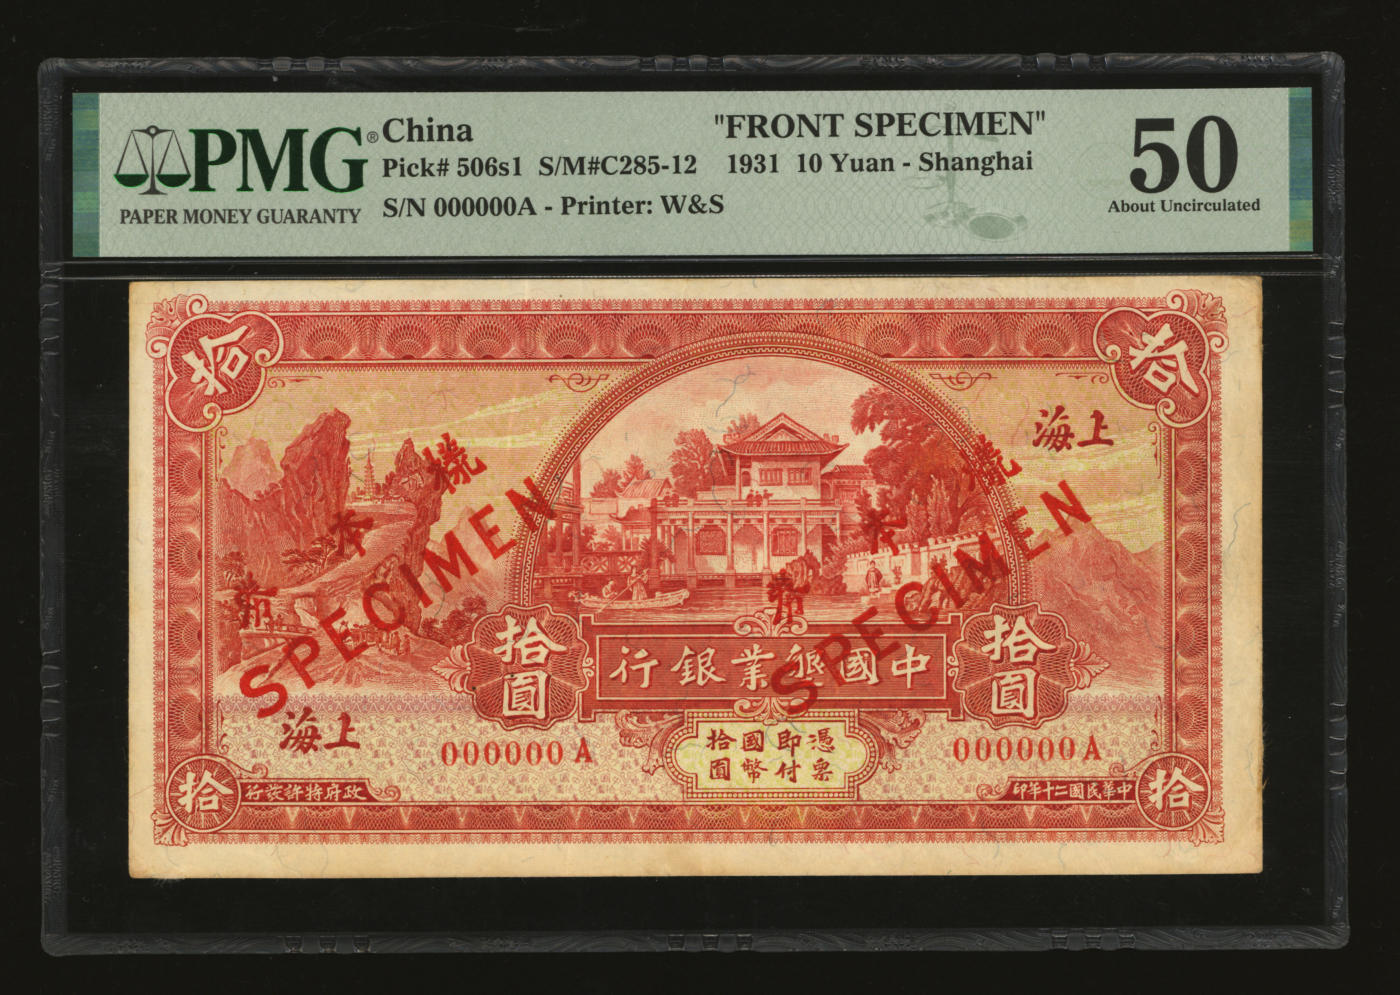 PMG®
PAPER MONEY GUARANTY
China
Pick# 506s1 S/M#C285-12
S/N 000000A - Printer: W&S
"FRONT SPECIMEN"
1931 10 Yuan - Shanghai
50
About Uncirculated
拾
拾
上海
樣本
SPECIMEN
樣本
SPECIMEN
拾圓
中國墾業銀行
拾圓
上海
000000 A
憑票
即付
國幣
拾圓
000000 A
拾
政府特許發行
中華民國二十年印
拾